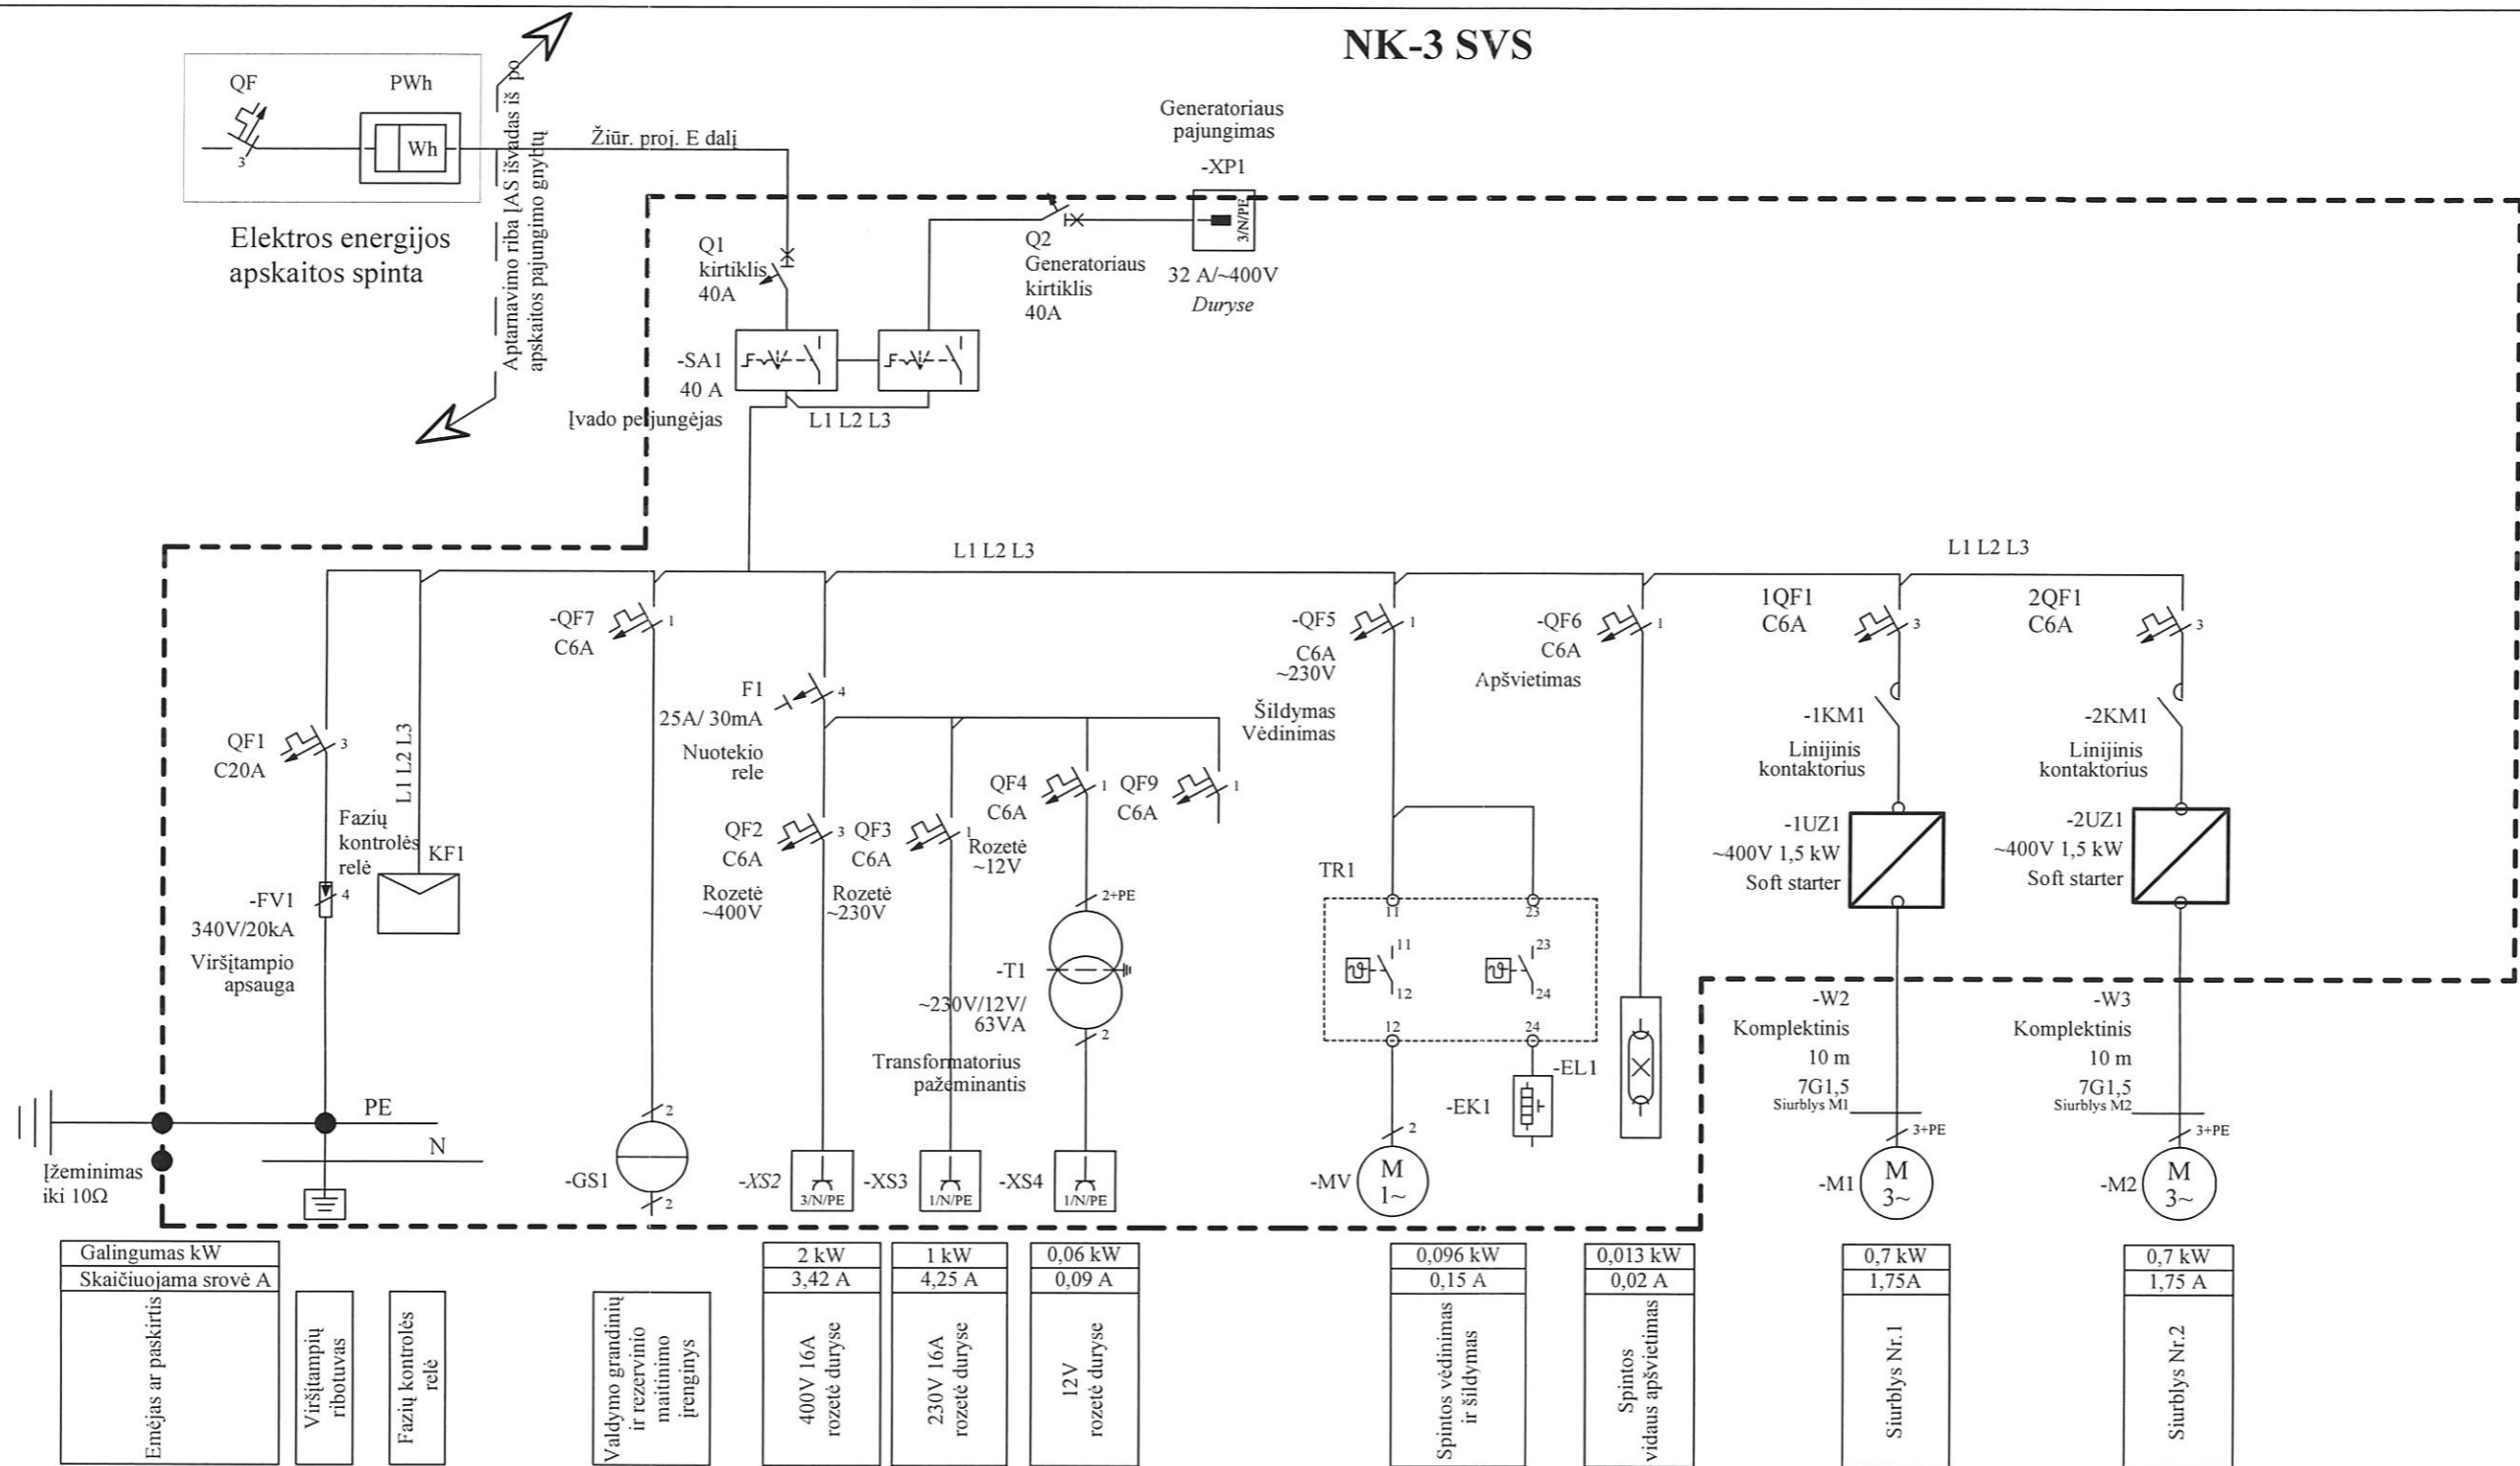 NK-3 SVS
QF
PWh
3
Wh
Elektros energijos
apskaitos spinta
Aptarnavimo riba ĮAS išvadas iš po
apskaitos pajungimo gnybtų
Žiūr. proj. E dalį
Generatoriaus
pajungimas
-XP1
3/N/PE
32 A/~400V
Duryse
Q1
kirtiklis
40A
Q2
Generatoriaus
kirtiklis
40A
-SA1
40 A
Įvado perjungėjas
L1 L2 L3
L1 L2 L3
L1 L2 L3
QF1
C20A
3
L1 L2 L3
Fazių
kontrolės
relė
KF1
-FV1
4
340V/20kA
Viršįtampio
apsauga
PE
N
Įžeminimas
iki 10Ω
-QF7
C6A
1
2
-GS1
2
F1
4
25A/ 30mA
Nuotekio
rele
QF2
C6A
3
Rozetė
~400V
QF3
C6A
1
Rozetė
~230V
QF4
C6A
1
Rozetė
~12V
QF9
C6A
1
2+PE
-T1
~230V/12V/
63VA
2
Transformatorius
pažeminantis
-XS2
3/N/PE
-XS3
1/N/PE
-XS4
1/N/PE
-QF5
C6A
~230V
1
Šildymas
Vėdinimas
TR1
11
23
11
23
12
24
12
24
2
-MV
M
1~
-EK1
-QF6
C6A
1
Apšvietimas
-EL1
1QF1
C6A
3
-1KM1
Linijinis
kontaktorius
-1UZ1
~400V 1,5 kW
Soft starter
-W2
Komplektinis
10 m
7G1,5
Siurblys M1
3+PE
-M1
M
3~
2QF1
C6A
3
-2KM1
Linijinis
kontaktorius
-2UZ1
~400V 1,5 kW
Soft starter
-W3
Komplektinis
10 m
7G1,5
Siurblys M2
3+PE
-M2
M
3~
Galingumas kW
Skaičiuojama srovė A
Emėjas ar paskirtis
Viršįtampių
ribotuvas
Fazių kontrolės
relė
Valdymo grandinių
ir rezervinio
maitinimo
įrenginys
2 kW
3,42 A
400V 16A
rozetė duryse
1 kW
4,25 A
230V 16A
rozetė duryse
0,06 kW
0,09 A
12V
rozetė duryse
0,096 kW
0,15 A
Spintos vėdinimas
ir šildymas
0,013 kW
0,02 A
Spintos
vidaus apšvietimas
0,7 kW
1,75A
Siurblys Nr.1
0,7 kW
1,75 A
Siurblys Nr.2